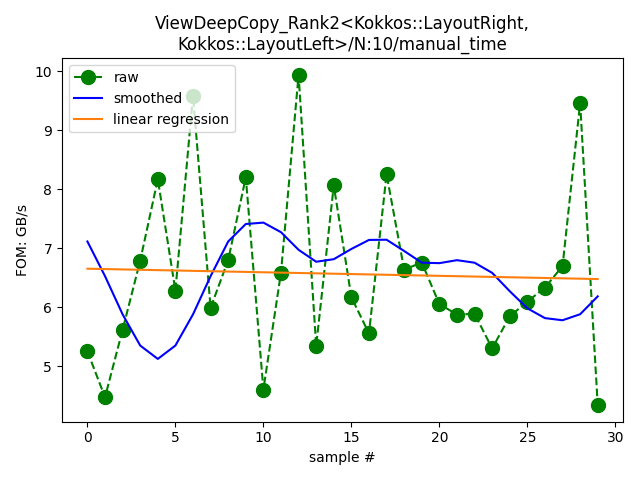 ViewDeepCopy_Rank2<Kokkos::LayoutRight,
Kokkos::LayoutLeft>/N:10/manual_time
raw
smoothed
linear regression
FOM: GB/s
10
9
8
7
6
5
0
5
10
15
20
25
30
sample #